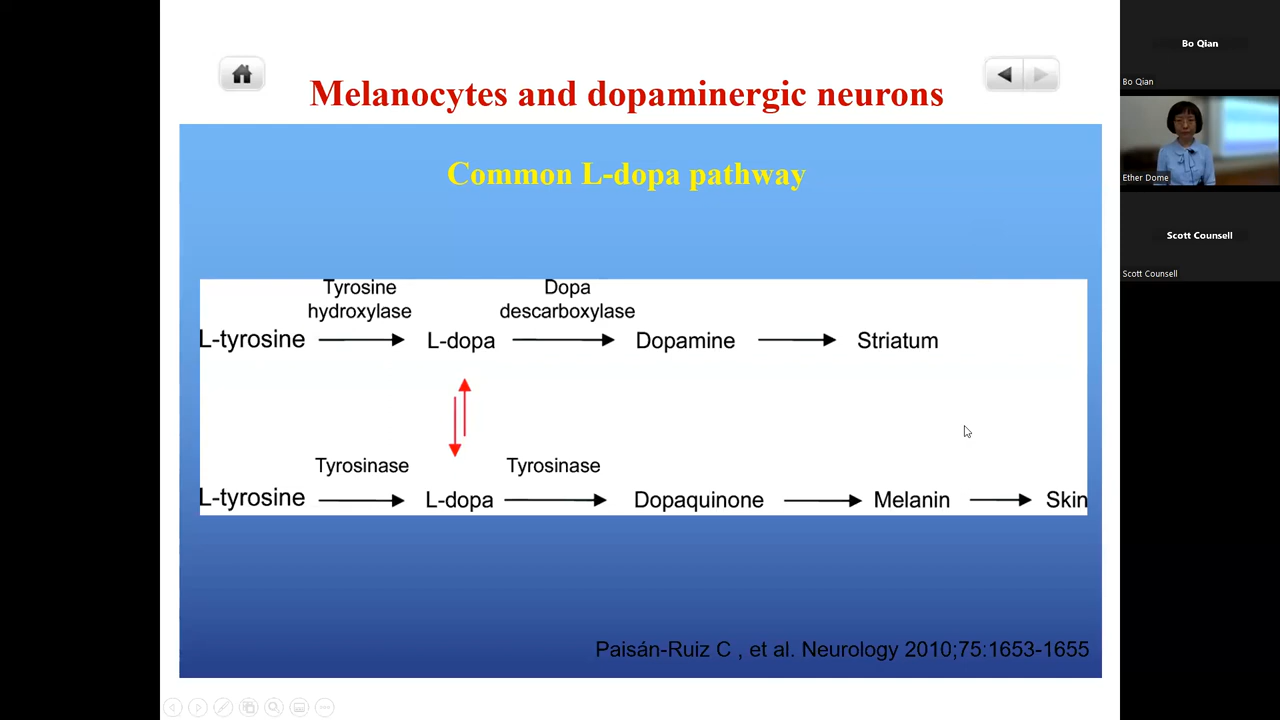 Melanocytes and dopaminergic neurons
Common L-dopa pathway
Tyrosine
hydroxylase
Dopa
descarboxylase
L-tyrosine
L-dopa
Dopamine
Striatum
Tyrosinase
Tyrosinase
L-tyrosine
L-dopa
Dopaquinone
Melanin
Skin
Paisán-Ruiz C , et al. Neurology 2010;75:1653-1655
Bo Qian
Bo Qian
Ether Dome
Scott Counsell
Scott Counsell